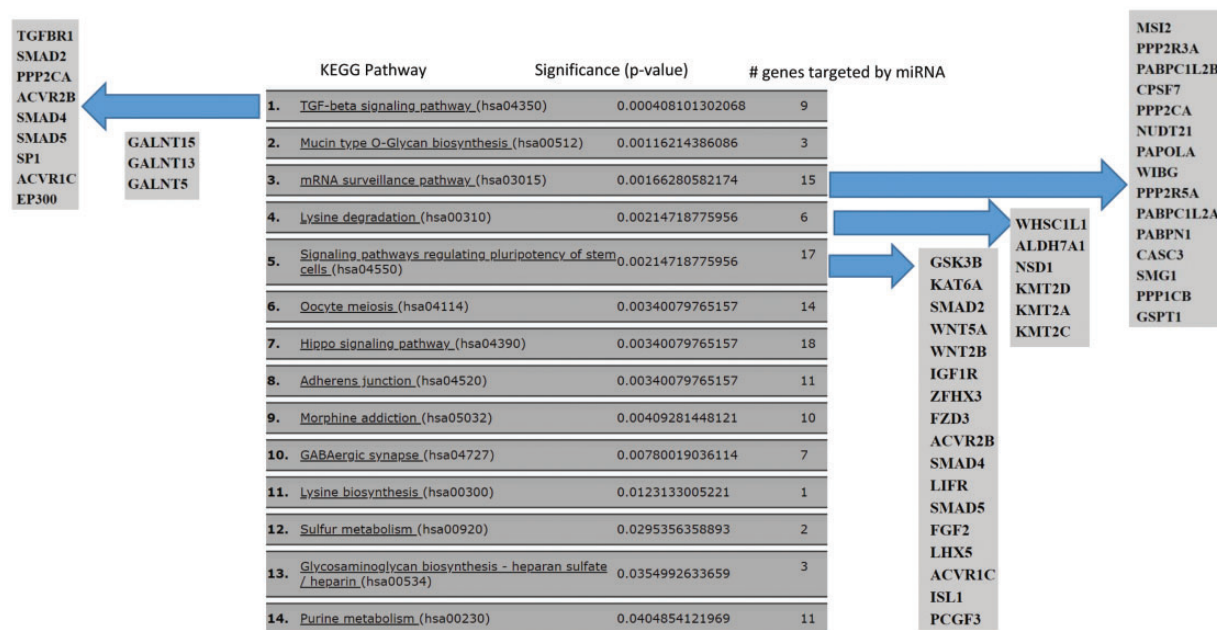 TGFBR1
SMAD2
PPP2CA
ACVR2B
SMAD4
SMAD5
SP1
ACVR1C
EP300
GALNT15
GALNT13
GALNT5
KEGG Pathway Significance (p-value) # genes targeted by miRNA
1. TGF-beta signaling pathway (hsa04350) 0.000408101302068 9
2. Mucin type O-Glycan biosynthesis (hsa00512) 0.00116214386086 3
3. mRNA surveillance pathway (hsa03015) 0.00166280582174 15
4. Lysine degradation (hsa00310) 0.00214718775956 6
5. Signaling pathways regulating pluripotency of stem
cells (hsa04550) 0.00214718775956 17
6. Oocyte meiosis (hsa04114) 0.00340079765157 14
7. Hippo signaling pathway (hsa04390) 0.00340079765157 18
8. Adherens junction (hsa04520) 0.00340079765157 11
9. Morphine addiction (hsa05032) 0.00409281448121 10
10. GABAergic synapse (hsa04727) 0.00780019036114 7
11. Lysine biosynthesis (hsa00300) 0.0123133005221 1
12. Sulfur metabolism (hsa00920) 0.0295356358893 2
13. Glycosaminoglycan biosynthesis - heparan sulfate
/ heparin (hsa00534) 0.0354992633659 3
14. Purine metabolism (hsa00230) 0.0404854121969 11
GSK3B
KAT6A
SMAD2
WNT5A
WNT2B
IGF1R
ZFHX3
FZD3
ACVR2B
SMAD4
LIFR
SMAD5
FGF2
LHX5
ACVR1C
ISL1
PCGF3
WHSC1L1
ALDH7A1
NSD1
KMT2D
KMT2A
KMT2C
MSI2
PPP2R3A
PABPC1L2B
CPSF7
PPP2CA
NUDT21
PAPOLA
WIBG
PPP2R5A
PABPC1L2A
PABPN1
CASC3
SMG1
PPP1CB
GSPT1